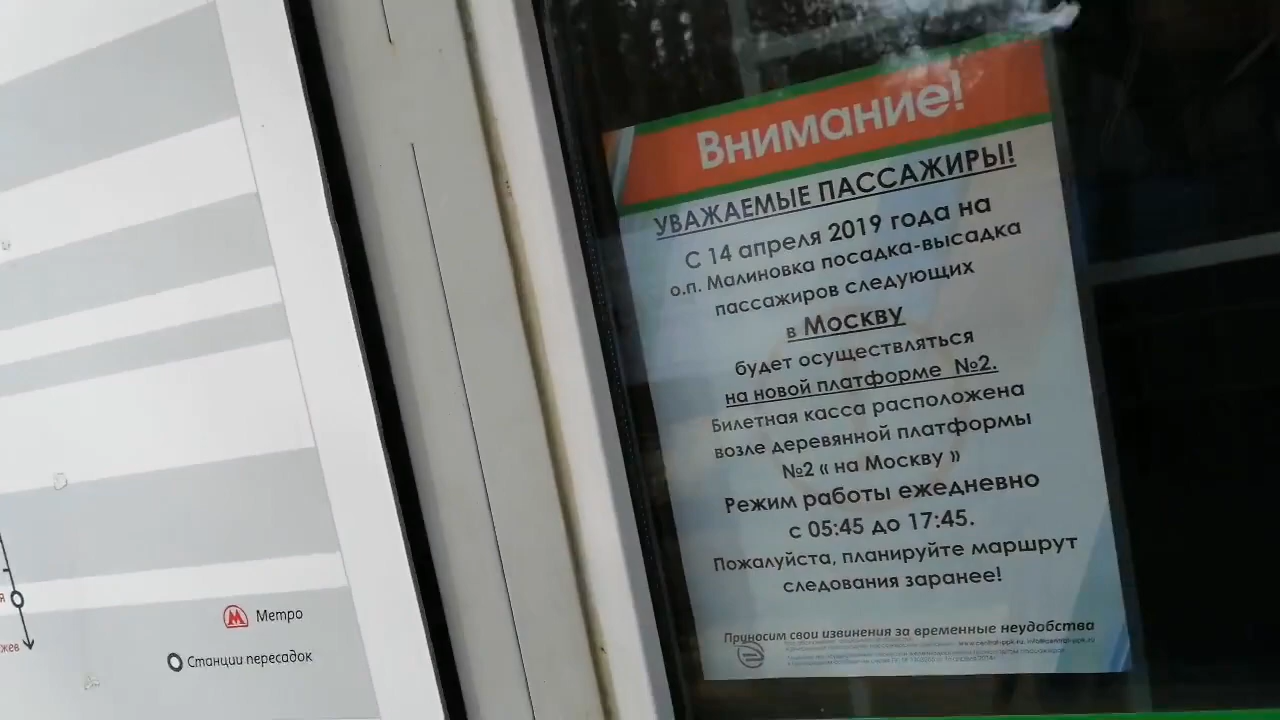 Внимание!
УВАЖАЕМЫЕ ПАССАЖИРЫ!
С 14 апреля 2019 года на
о.п. Малиновка посадка-высадка
пассажиров следующих
в Москву
будет осуществляться
на новой платформе №2.
Билетная касса расположена
возле деревянной платформы
№2 « на Москву »
Режим работы ежедневно
с 05:45 до 17:45.
Пожалуйста, планируйте маршрут
следования заранее!
Приносим свои извинения за временные неудобства
Метро
Станции пересадок